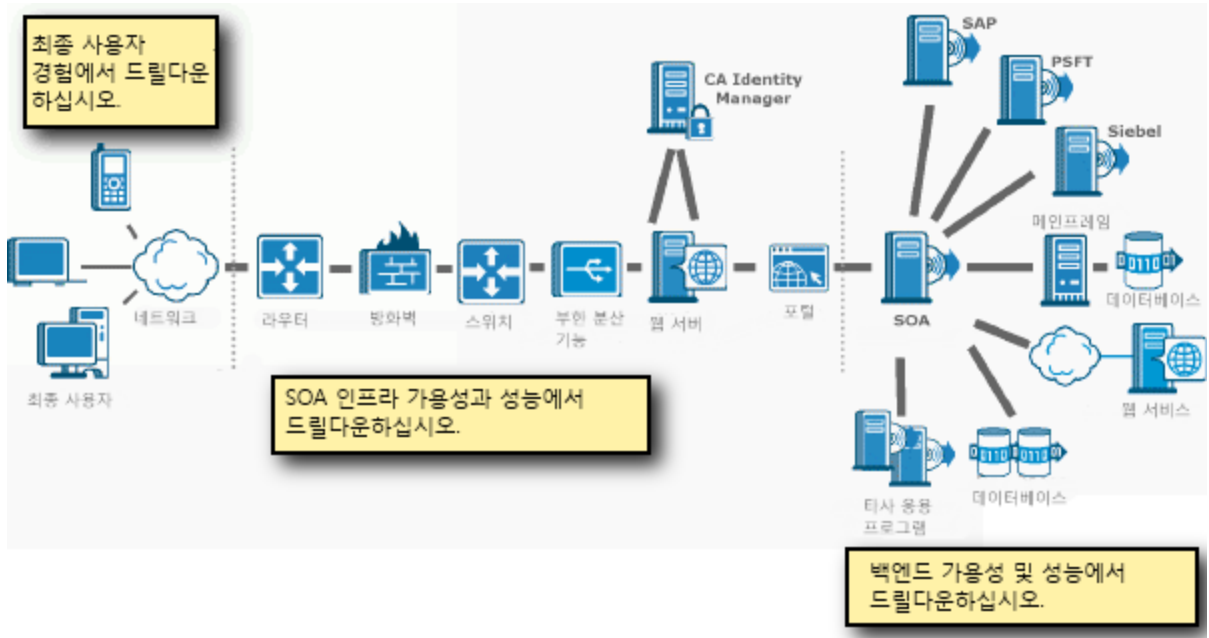 최종 사용자
경험에서 드릴다운
하십시오.
SAP
PSFT
CA Identity
Manager
Siebel
메인프레임
네트워크
라우터
방화벽
스위치
부한 분산
기능
웹 서버
포털
SOA
데이터베이스
최종 사용자
SOA 인프라 가용성과 성능에서
드릴다운하십시오.
웹 서비스
타사 응용
프로그램
데이터베이스
백엔드 가용성 및 성능에서
드릴다운하십시오.
0110
0110
0110